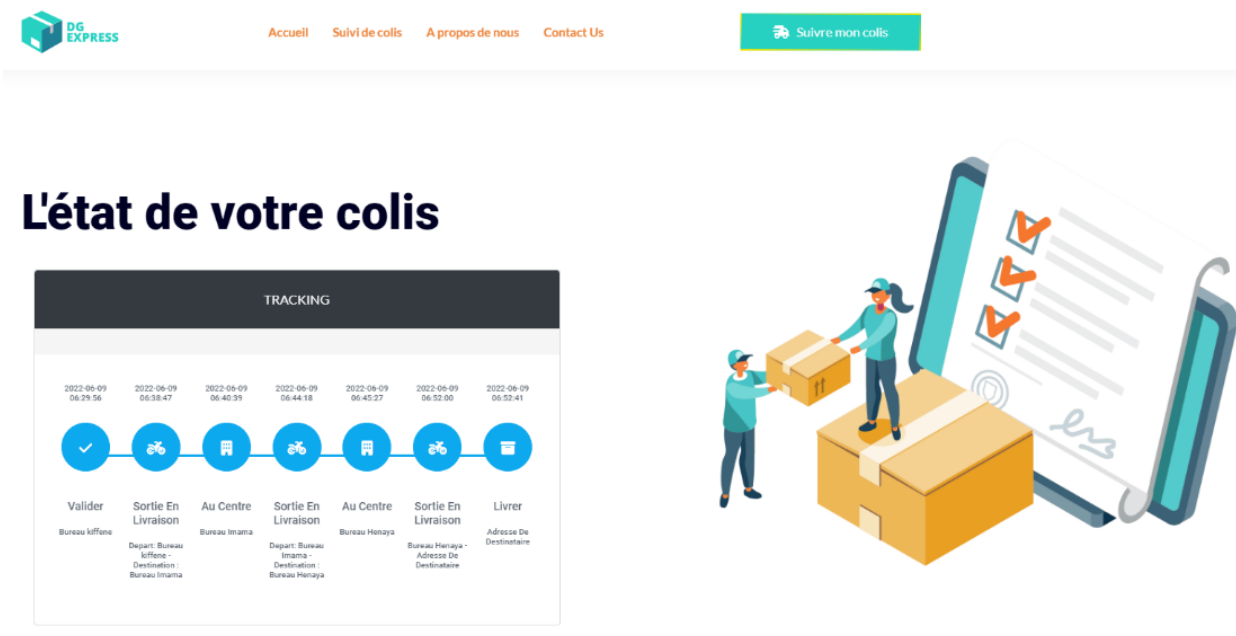 DG
EXPRESS
Accueil Suivi de colis A propos de nous Contact Us
Suivre mon colis
L'état de votre colis
TRACKING
2022-06-09 2022-06-09 2022-06-09 2022-06-09 2022-06-09 2022-06-09 2022-06-09
06:29:56 06:38:47 06:40:39 06:44:18 06:45:27 06:52:00 06:52:41
Valider
Bureau kiffene
Sortie En
Livraison
Depart: Bureau
kiffene -
Destination :
Bureau Imama
Au Centre
Bureau Imama
Sortie En
Livraison
Depart: Bureau
Imama -
Destination :
Bureau Henaya
Au Centre
Bureau Henaya
Sortie En
Livraison
Bureau Henaya -
Adresse De
Destinataire
Livrer
Adresse De
Destinataire